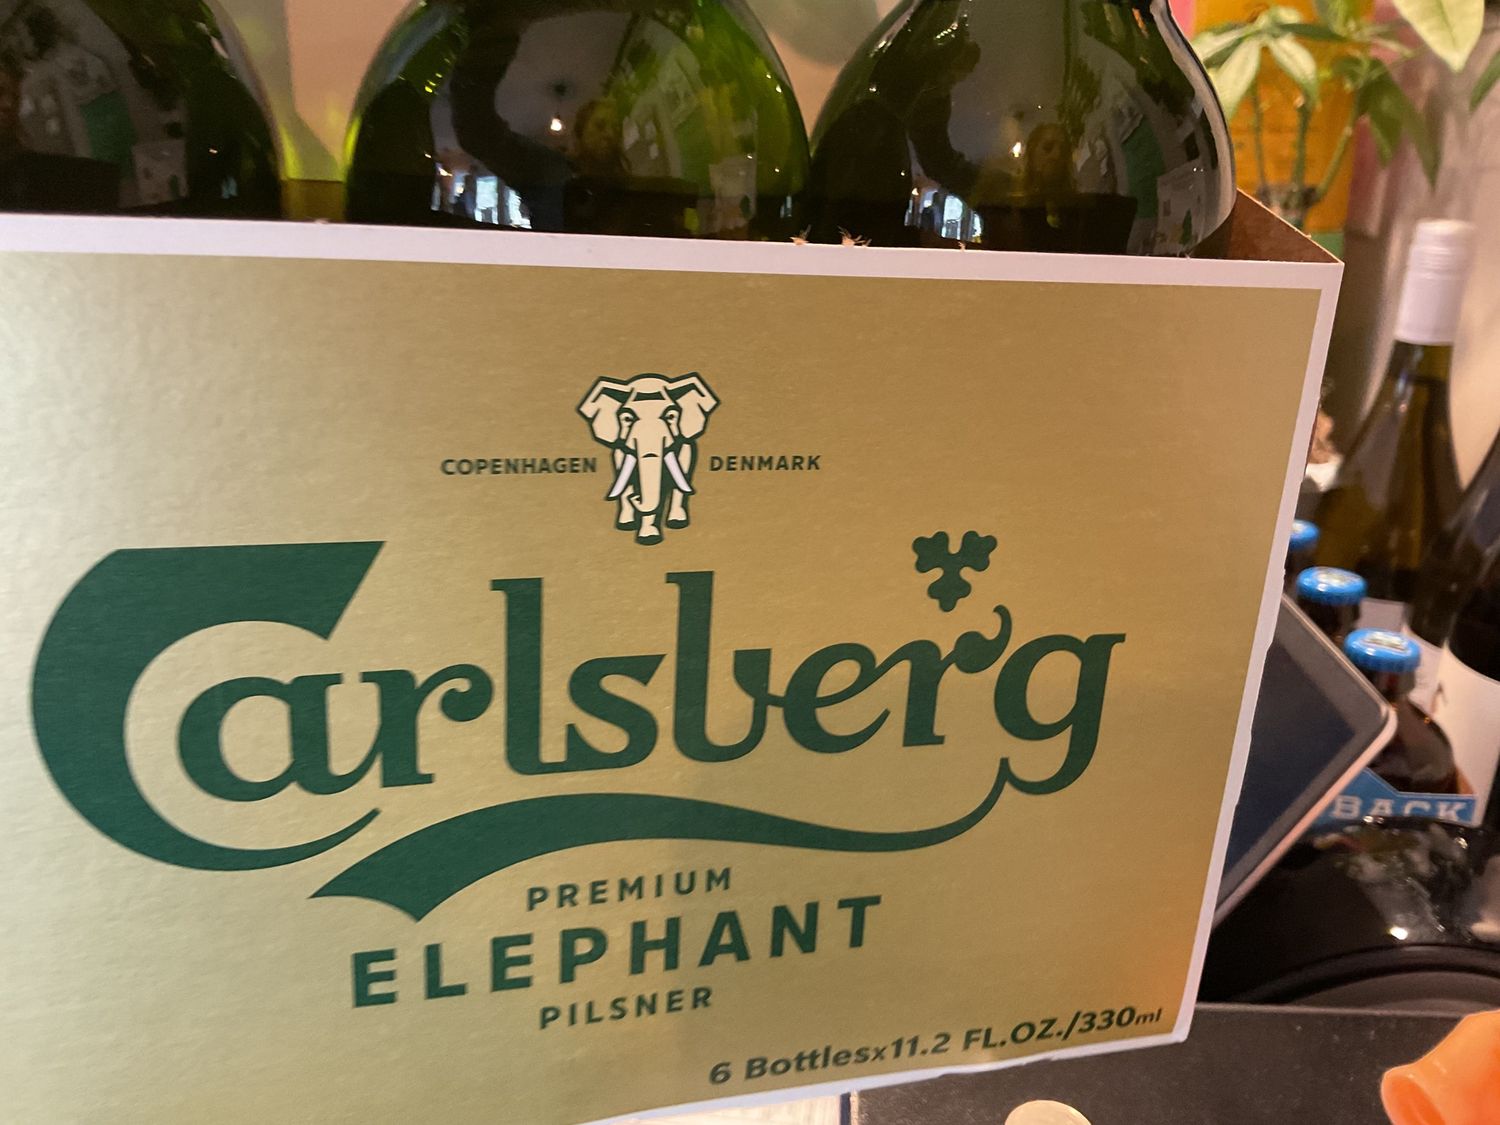 COPENHAGEN DENMARK
Carlsberg
PREMIUM
ELEPHANT
PILSNER
6 Bottlesx11.2 FL.OZ./330ml
BACK